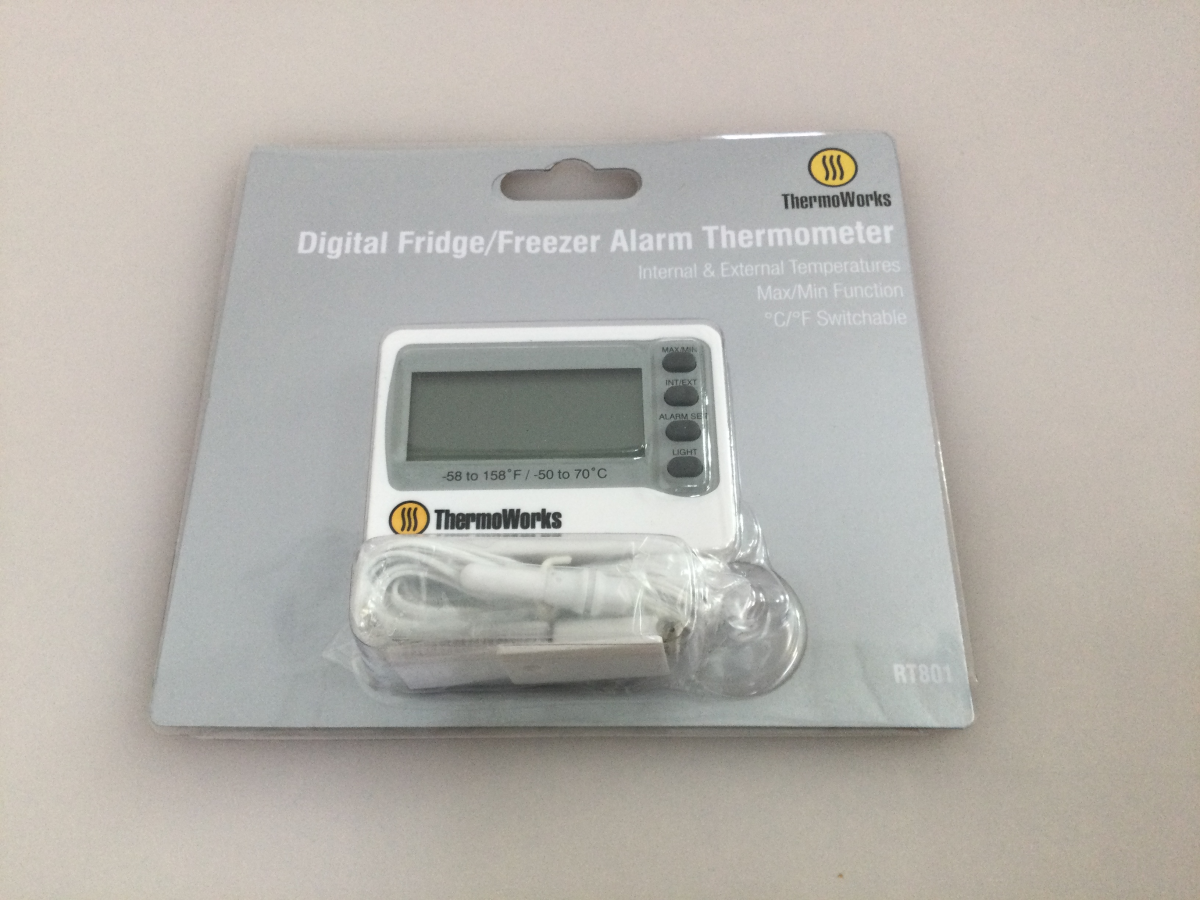 ThermoWorks
Digital Fridge/Freezer Alarm Thermometer
Internal & External Temperatures
Max/Min Function
°C/°F Switchable
MAX/MIN
INT/EXT
ALARM SET
LIGHT
-58 to 158°F / -50 to 70°C
ThermoWorks
RT801